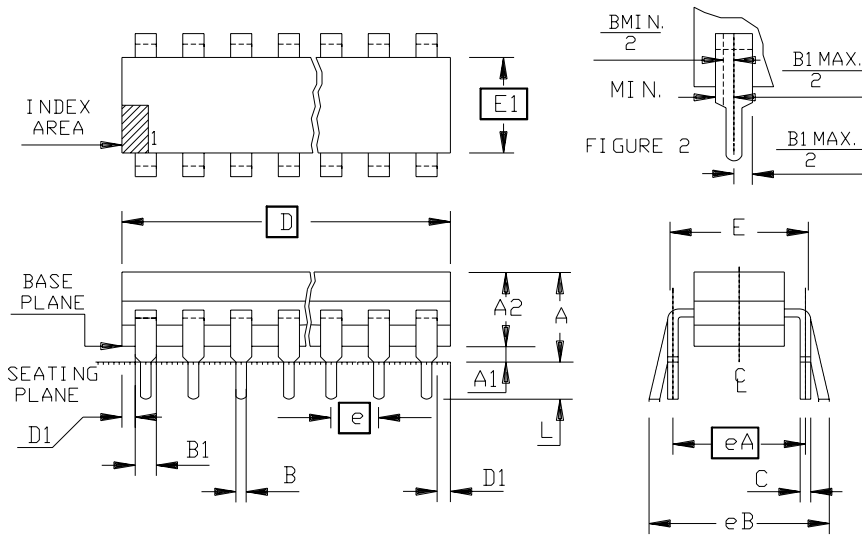 INDEX
AREA
1
E1
BMIN.
2
B1 MAX.
2
MIN.
FIGURE 2
B1 MAX.
2
D
E
BASE
PLANE
A2
A
SEATING
PLANE
A1
℄
e
L
eA
D1
B1
B
D1
C
eB